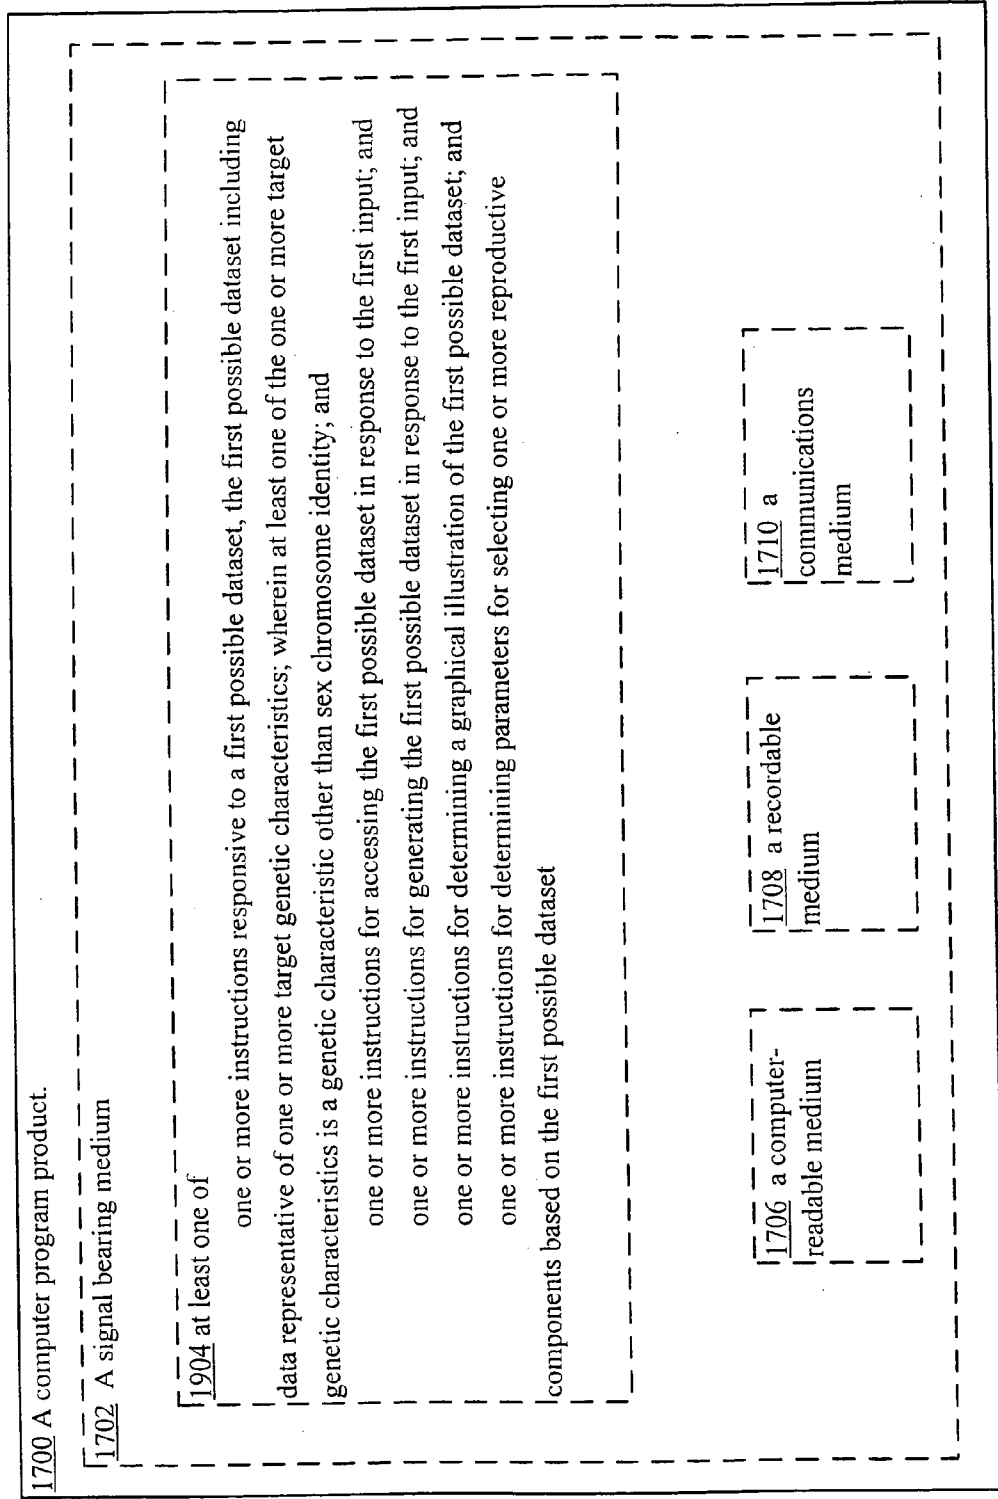 1700 A computer program product.
1702 A signal bearing medium
1904 at least one of
one or more instructions responsive to a first possible dataset, the first possible dataset including
data representative of one or more target genetic characteristics; wherein at least one of the one or more target
genetic characteristics is a genetic characteristic other than sex chromosome identity; and
one or more instructions for accessing the first possible dataset in response to the first input; and
one or more instructions for generating the first possible dataset in response to the first input; and
one or more instructions for determining a graphical illustration of the first possible dataset; and
one or more instructions for determining parameters for selecting one or more reproductive
components based on the first possible dataset
1706 a computer-
readable medium
1708 a recordable
medium
1710 a
communications
medium